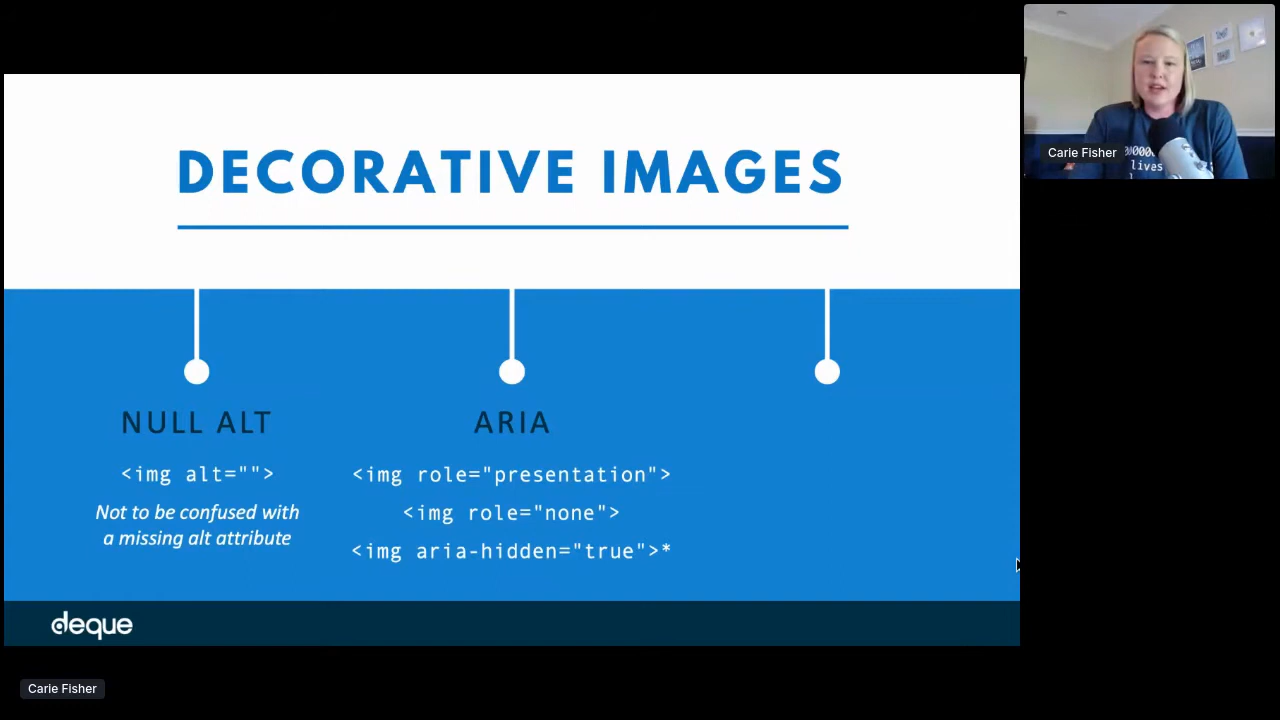 DECORATIVE IMAGES
NULL ALT
<img alt="">
Not to be confused with
a missing alt attribute
ARIA
<img role="presentation">
<img role="none">
<img aria-hidden="true">*
deque
Carie Fisher
lives
Carie Fisher